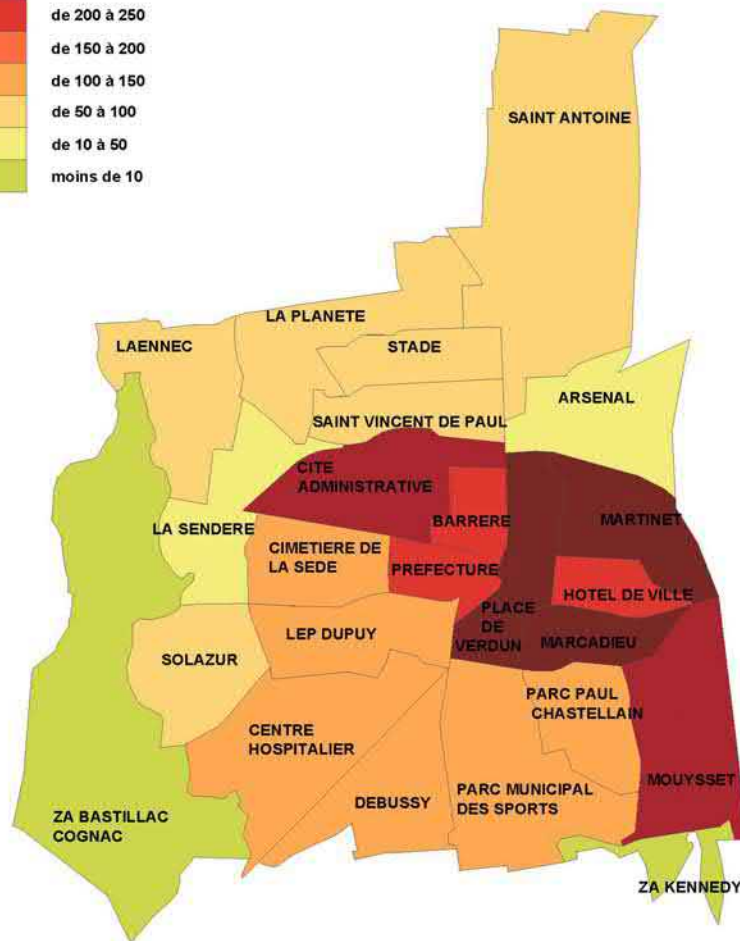 de 200 à 250
de 150 à 200
de 100 à 150
de 50 à 100
de 10 à 50
moins de 10
SAINT ANTOINE
LA PLANETE
LAENNEC
STADE
ARSENAL
SAINT VINCENT DE PAUL
CITE
ADMINISTRATIVE
BARRERE
MARTINET
LA SENDERE
CIMETIERE DE
LA SEDE
PREFECTURE
HOTEL DE VILLE
PLACE
DE
VERDUN
MARCADIEU
LEP DUPUY
SOLAZUR
PARC PAUL
CHASTELLAIN
CENTRE
HOSPITALIER
MOUYSSET
DEBUSSY
PARC MUNICIPAL
DES SPORTS
ZA BASTILLAC
COGNAC
ZA KENNEDY